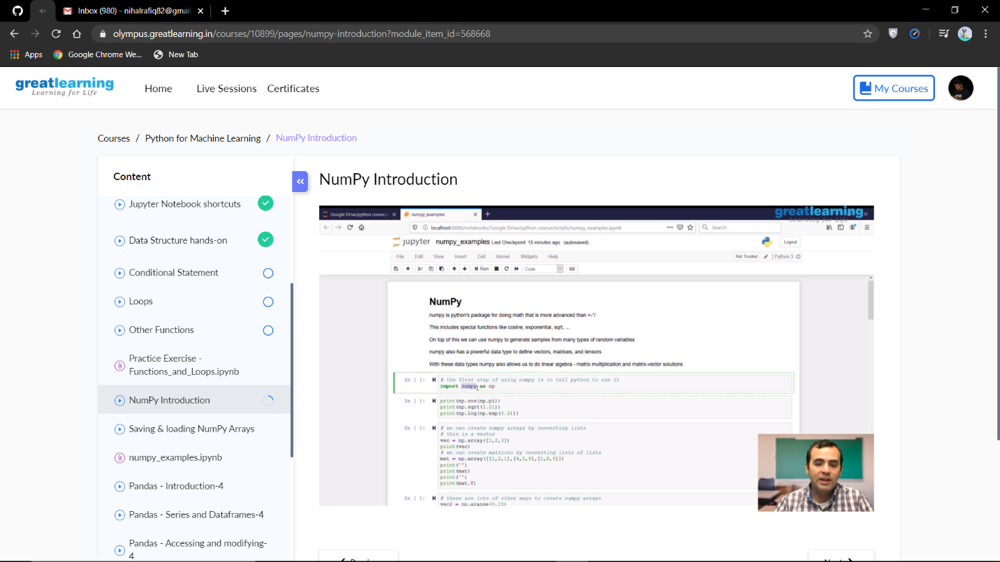 Inbox (980) - nihalrafiq82@gmail
olympus.greatlearning.in/courses/10899/pages/numpy-introduction?module_item_id=568668
Apps
Google Chrome We...
New Tab
greatlearning
Learning for Life
Home
Live Sessions
Certificates
My Courses
Courses / Python for Machine Learning / NumPy Introduction
Content
Jupyter Notebook shortcuts
Data Structure hands-on
Conditional Statement
Loops
Other Functions
Practice Exercise -
Functions_and_Loops.ipynb
NumPy Introduction
Saving & loading NumPy Arrays
numpy_examples.ipynb
Pandas - Introduction-4
Pandas - Series and Dataframes-4
Pandas - Accessing and modifying-
4
NumPy Introduction
Google Drive/python course/
numpy_examples
greatlearning
Learning for Life
localhost:8888/notebooks/Google Drive/python course/scripts/numpy_examples.ipynb
Search
jupyter numpy_examples Last Checkpoint: 15 minutes ago (autosaved)
Logout
File Edit View Insert Cell Kernel Widgets Help
Not Trusted
Python 3
Run
Code
NumPy
numpy is python's package for doing math that is more advanced than +-*/
This includes special functions like cosine, exponential, sqrt, ...
On top of this we can use numpy to generate samples from many types of random variables
numpy also has a powerful data type to define vectors, matrices, and tensors
With these data types numpy also allows us to do linear algebra - matrix multiplication and matrix-vector solutions
In [ ]: # the first step of using numpy is to tell python to use it
import numpy as np
In [ ]: print(np.cos(np.pi))
print(np.sqrt(1.21))
print(np.log(np.exp(5.2)))
In [ ]: # we can create numpy arrays by converting lists
# this is a vector
vec = np.array([1,2,3])
print(vec)
# we can create matrices by converting lists of lists
mat = np.array([[1,2,1],[4,5,9],[1,8,9]])
print('')
print(mat)
print('')
print(mat.T)
In [ ]: # there are lots of other ways to create numpy arrays
vec2 = np.arange(0,15)